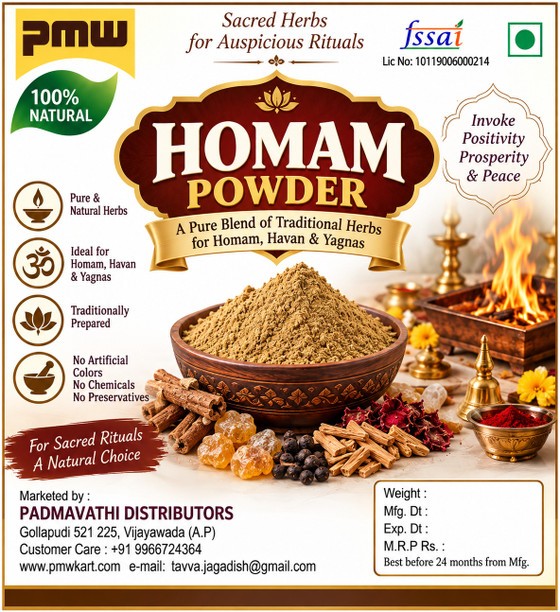 pmw
Sacred Herbs
for Auspicious Rituals
fssai
Lic No: 10119006000214
100%
NATURAL
HOMAM
POWDER
A Pure Blend of Traditional Herbs
for Homam, Havan & Yagnas
Invoke
Positivity
Prosperity
& Peace
Pure &
Natural Herbs
ॐ
Ideal for
Homam, Havan
& Yagnas
Traditionally
Prepared
No Artificial
Colors
No Chemicals
No Preservatives
For Sacred Rituals
A Natural Choice
Marketed by :
PADMAVATHI DISTRIBUTORS
Gollapudi 521 225, Vijayawada (A.P)
Customer Care : +91 9966724364
www.pmwkart.com e-mail: tavva.jagadish@gmail.com
Weight :
Mfg. Dt :
Exp. Dt :
M.R.P Rs. :
Best before 24 months from Mfg.